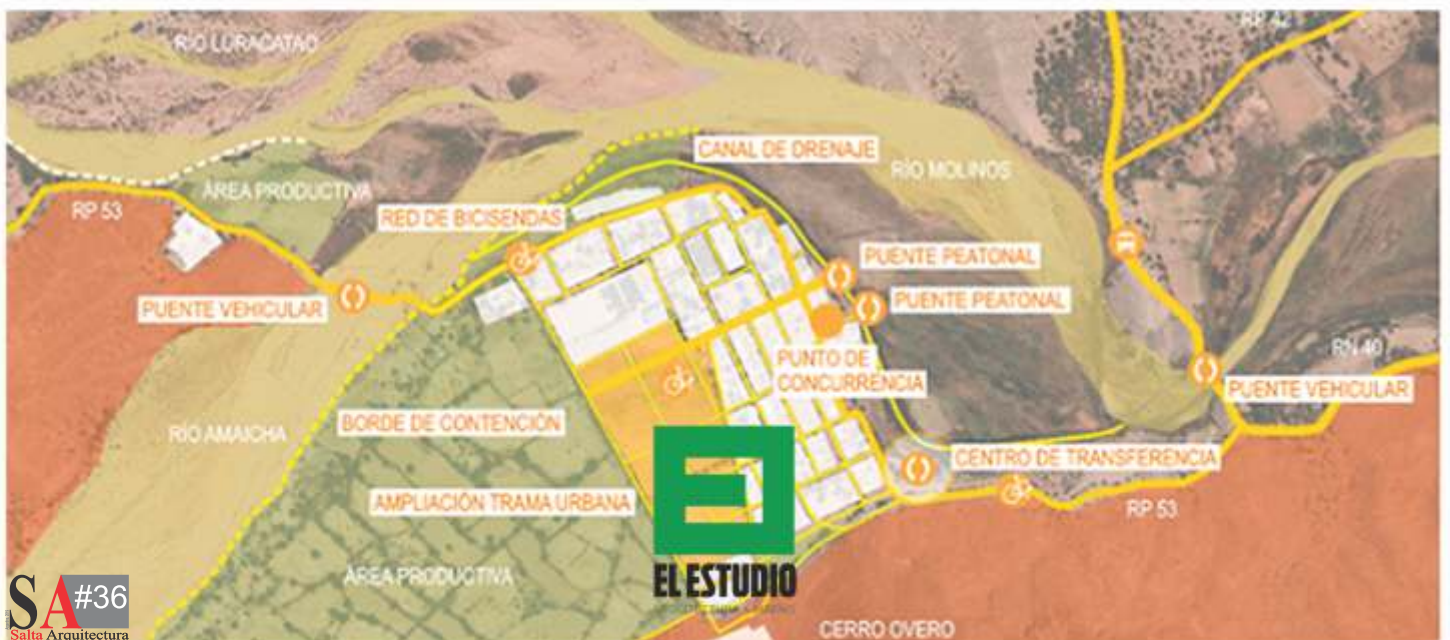 RP 42
RÍO LURACATAO
CANAL DE DRENAJE
RÍO MOLINOS
ÁREA PRODUCTIVA
RP 53
RED DE BICISENDAS
PUENTE PEATONAL
PUENTE PEATONAL
PUENTE VEHICULAR
PUNTO DE
CONCURRENCIA
RN 40
PUENTE VEHICULAR
BORDE DE CONTENCIÓN
RÍO AMAICHA
CENTRO DE TRANSFERENCIA
AMPLIACIÓN TRAMA URBANA
RP 53
ÁREA PRODUCTIVA
EL ESTUDIO
CERRO OVERO
SA #36
Salta Arquitectura